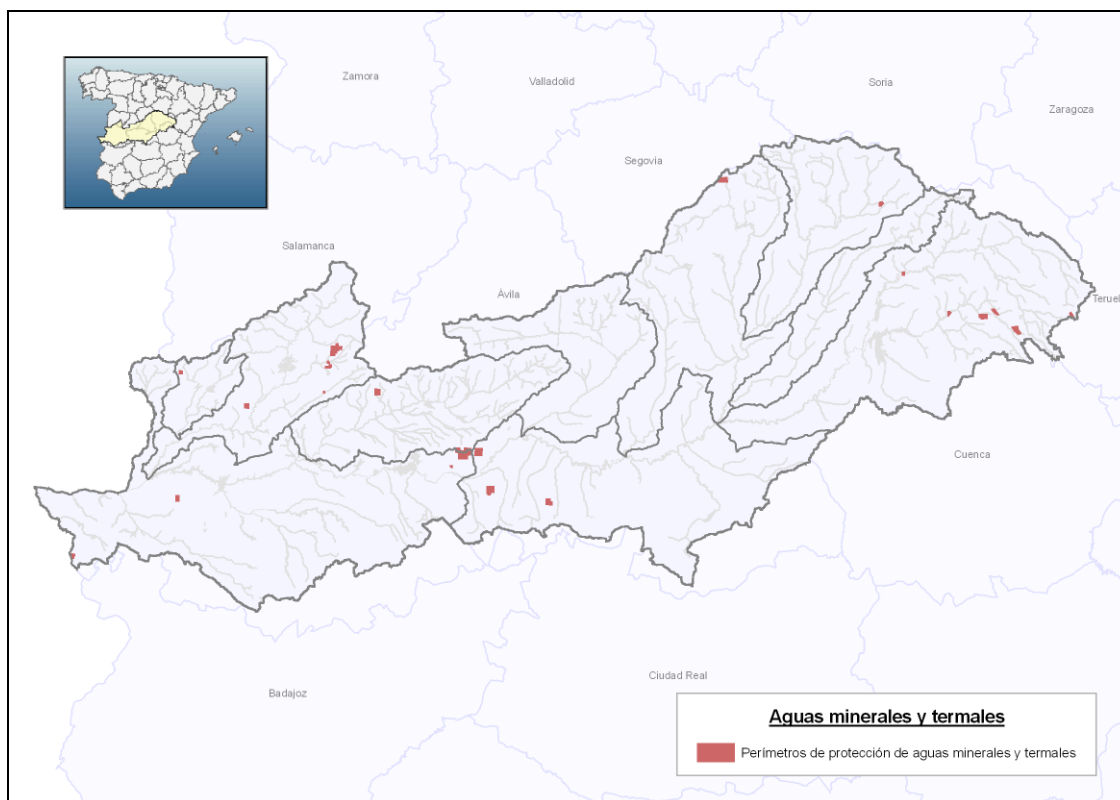 Zamora
Valladolid
Soria
Zaragoza
Segovia
Salamanca
Ávila
Teruel
Cuenca
Ciudad Real
Badajoz
Aguas minerales y termales
Perímetros de protección de aguas minerales y termales